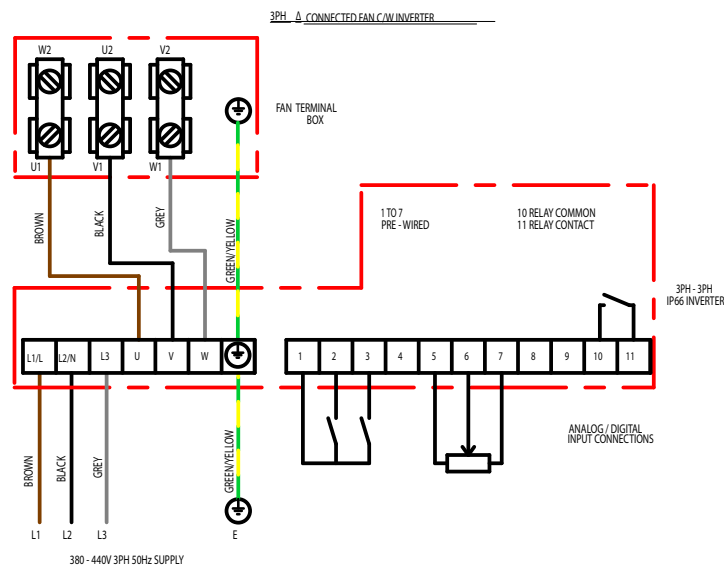 3PH Δ CONNECTED FAN C/W INVERTER
W2 U2 V2
FAN TERMINAL
BOX
U1 V1 W1
BROWN
BLACK
GREY
GREEN/YELLOW
1 TO 7
PRE - WIRED
10 RELAY COMMON
11 RELAY CONTACT
3PH - 3PH
IP66 INVERTER
L1/L L2/N L3 U V W
1 2 3 4 5 6 7 8 9 10 11
ANALOG / DIGITAL
INPUT CONNECTIONS
BROWN
BLACK
GREY
GREEN/YELLOW
L1 L2 L3 E
380 - 440V 3PH 50Hz SUPPLY